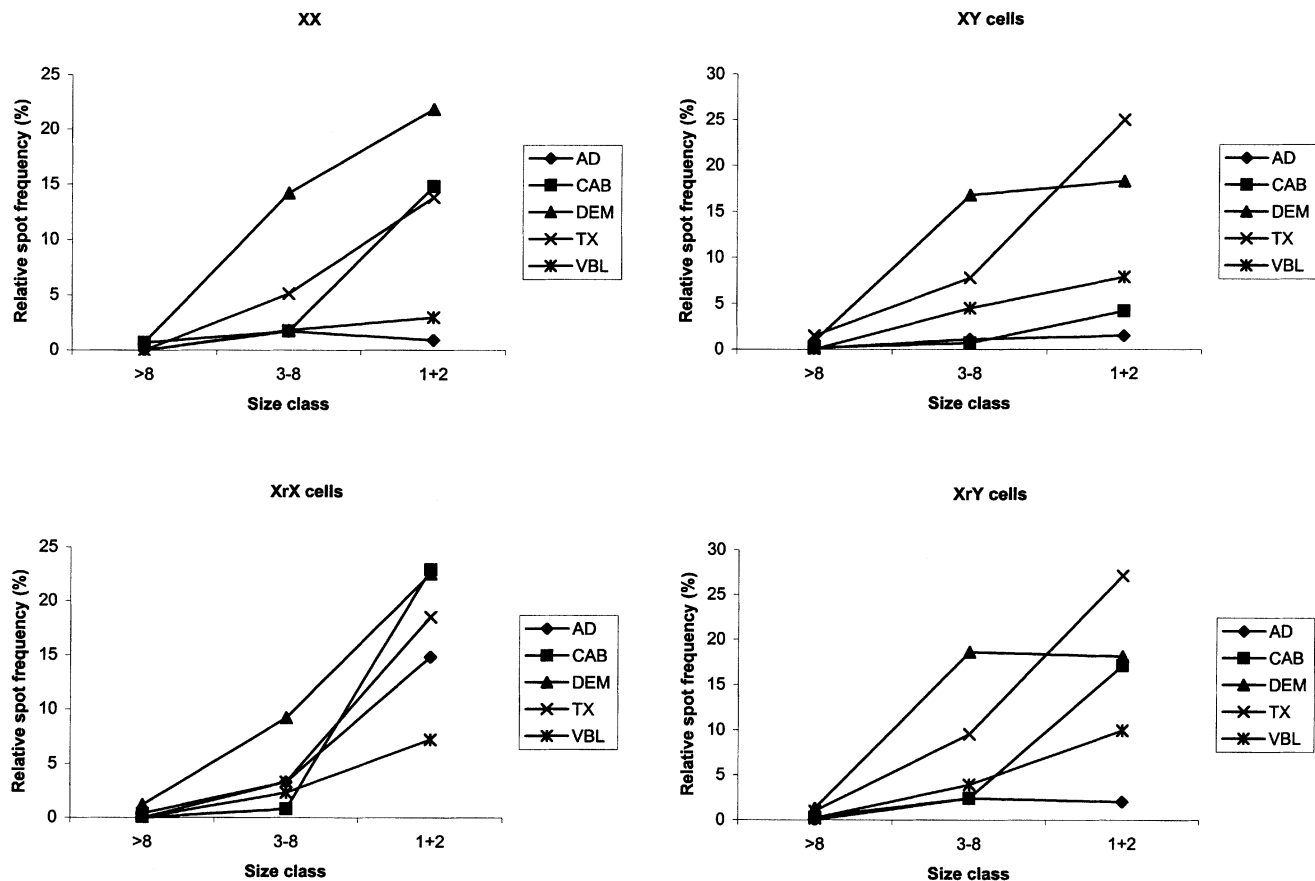 XX
Relative spot frequency (%)
25
20
15
10
5
0
>8
3-8
1+2
Size class
AD
CAB
DEM
TX
VBL
XY cells
Relative spot frequency (%)
30
25
20
15
10
5
0
>8
3-8
1+2
Size class
AD
CAB
DEM
TX
VBL
XrX cells
Relative spot frequency (%)
25
20
15
10
5
0
>8
3-8
1+2
Size class
AD
CAB
DEM
TX
VBL
XrY cells
Relative spot frequency (%)
30
25
20
15
10
5
0
>8
3-8
1+2
Size class
AD
CAB
DEM
TX
VBL